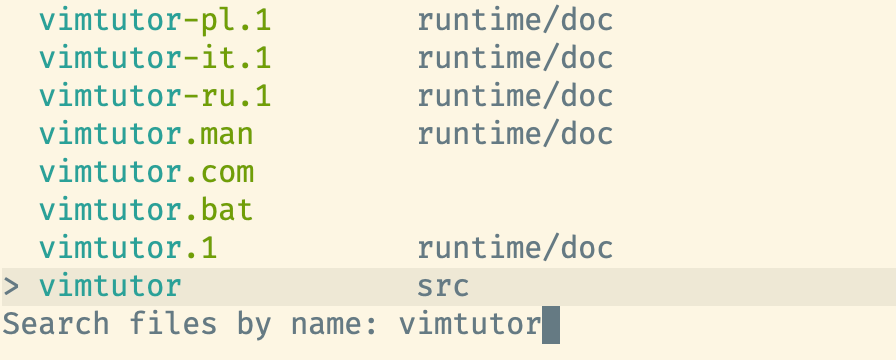 vimtutor-pl.1 runtime/doc
vimtutor-it.1 runtime/doc
vimtutor-ru.1 runtime/doc
vimtutor.man runtime/doc
vimtutor.com
vimtutor.bat
vimtutor.1 runtime/doc
> vimtutor src
Search files by name: vimtutor